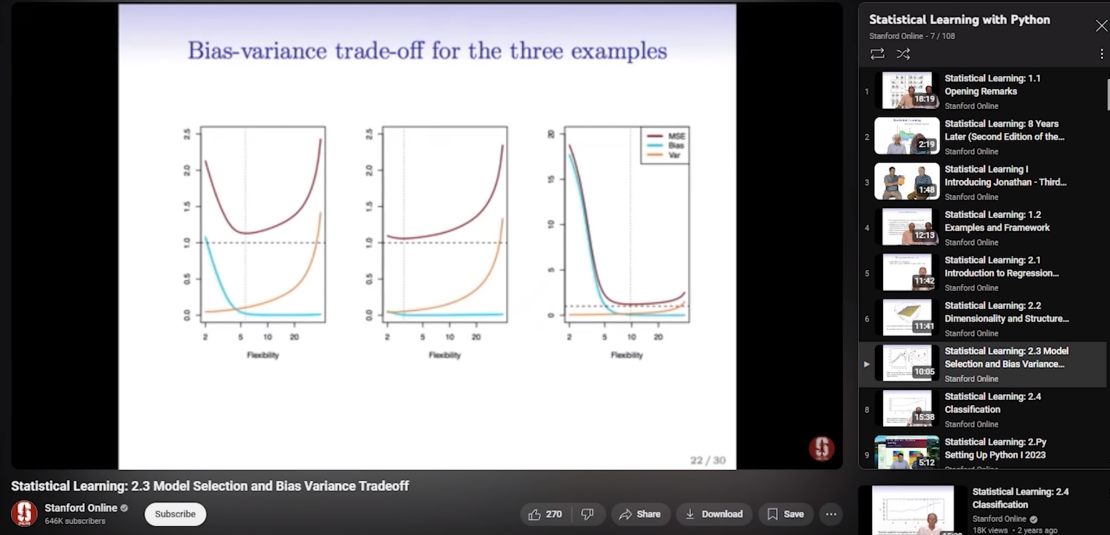 Bias-variance trade-off for the three examples
0.0 0.5 1.0 1.5 2.0 2.5
2 5 10 20
Flexibility
0.0 0.5 1.0 1.5 2.0 2.5
2 5 10 20
Flexibility
0 5 10 15 20
MSE
Bias
Var
2 5 10 20
Flexibility
22 / 30
Statistical Learning: 2.3 Model Selection and Bias Variance Tradeoff
Stanford Online
646K subscribers
Subscribe
270
Share
Download
Save
Statistical Learning with Python
Stanford Online - 7 / 108
1
18:19
Statistical Learning: 1.1
Opening Remarks
Stanford Online
2
2:19
Statistical Learning: 8 Years
Later (Second Edition of the...
Stanford Online
3
1:48
Statistical Learning I
Introducing Jonathan - Third...
Stanford Online
4
12:13
Statistical Learning: 1.2
Examples and Framework
Stanford Online
5
11:42
Statistical Learning: 2.1
Introduction to Regression...
Stanford Online
6
11:41
Statistical Learning: 2.2
Dimensionality and Structure...
Stanford Online
10:05
Statistical Learning: 2.3 Model
Selection and Bias Variance...
Stanford Online
8
15:38
Statistical Learning: 2.4
Classification
Stanford Online
9
5:12
Statistical Learning: 2.Py
Setting Up Python I 2023
Statistical Learning: 2.4
Classification
Stanford Online
18K views • 2 years ago